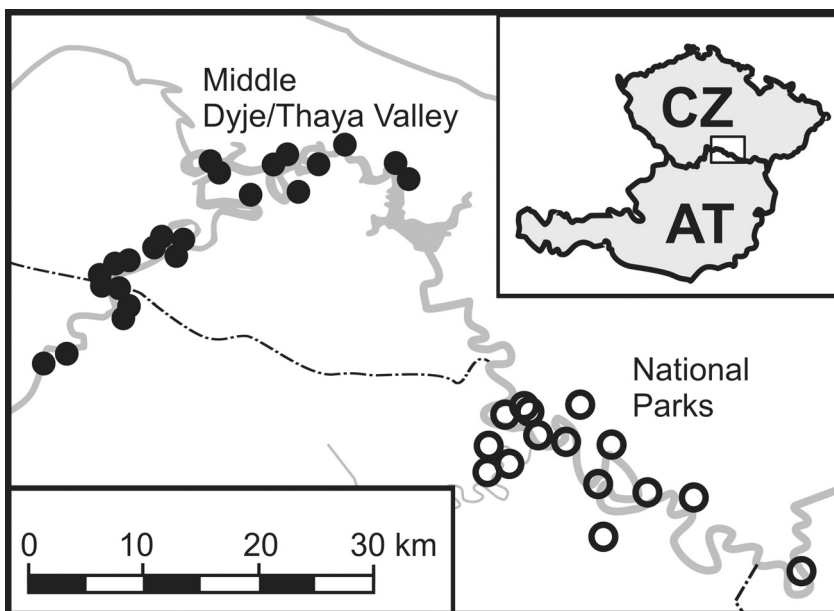 Middle
Dyje/Thaya Valley
CZ
AT
National
Parks
0 10 20 30 km